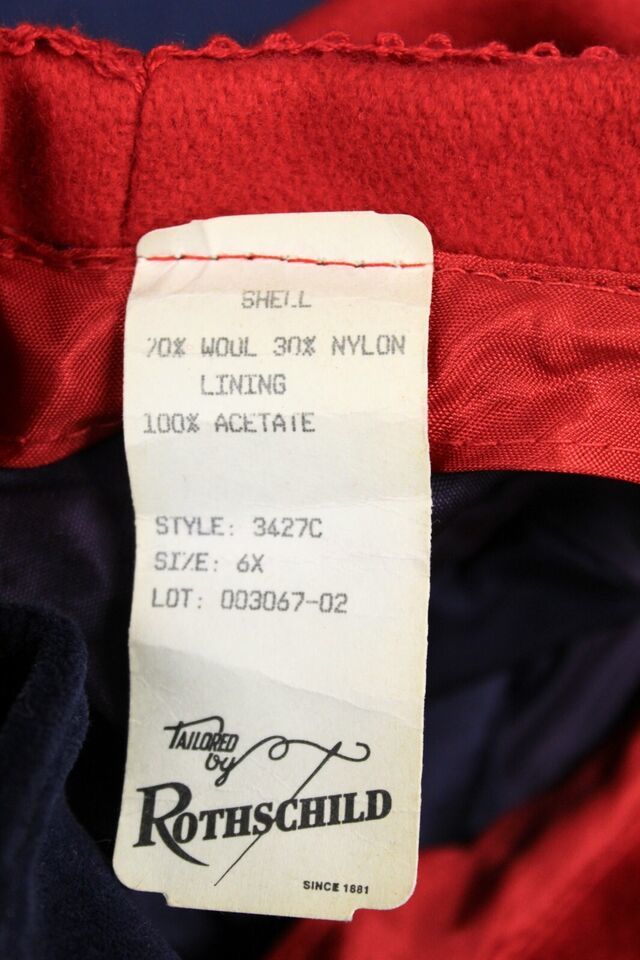 SHELL
70% WOOL 30% NYLON
LINING
100% ACETATE
STYLE: 3427C
SIZE: 6X
LOT: 003067-02
TAILORED
by
ROTHSCHILD
SINCE 1881